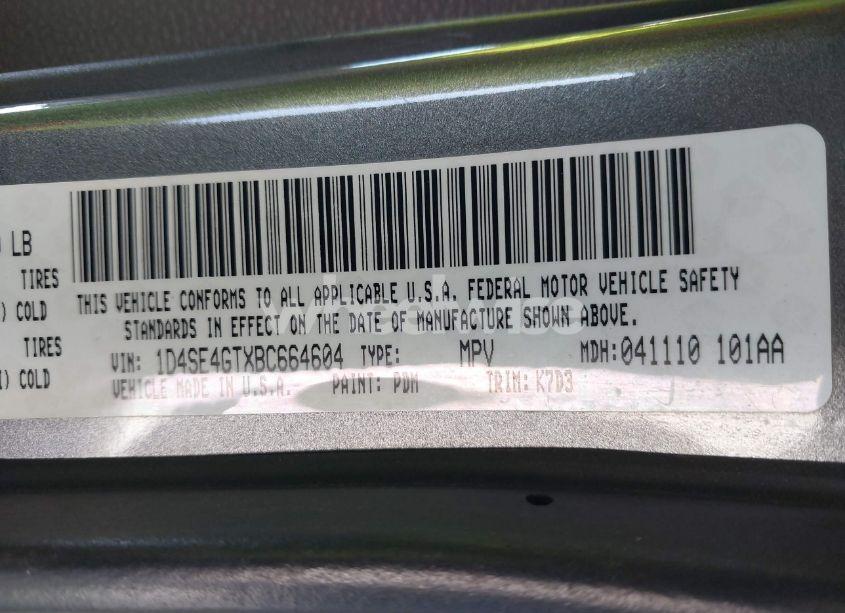 LB
TIRES
) COLD
THIS VEHICLE CONFORMS TO ALL APPLICABLE U.S.A. FEDERAL MOTOR VEHICLE SAFETY
STANDARDS IN EFFECT ON THE DATE OF MANUFACTURE SHOWN ABOVE.
TIRES
) COLD
VIN: 1D4SE4GTXBC664604 TYPE: MPV MDH:041110 101AA
VEHICLE MADE IN U.S.A. PAINT: PDM TRIM: K7D3